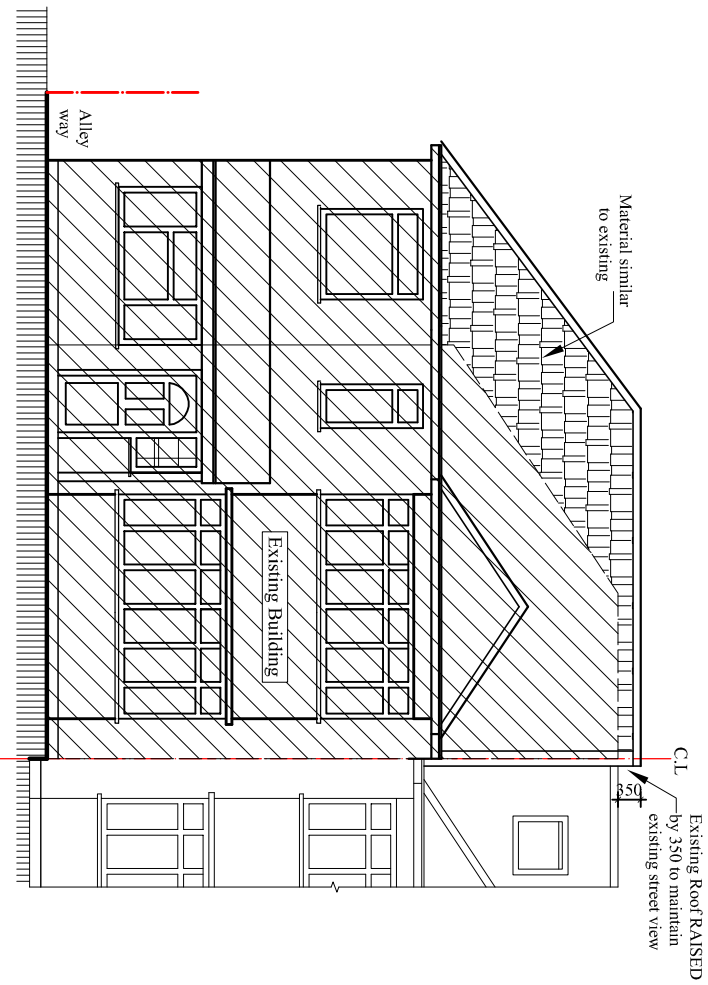 Alley
way
Material similar
to existing
Existing Building
C.L
350
Existing Roof RAISED
by 350 to maintain
existing street view